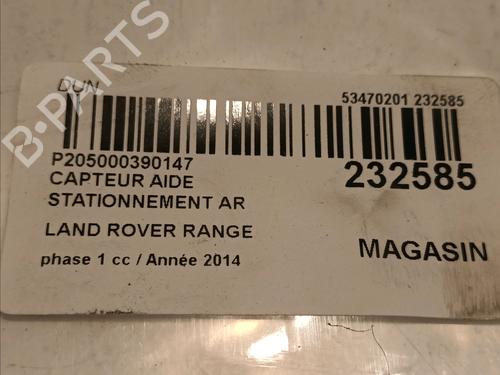 DUN
53470201 232585
P205000390147
232585
CAPTEUR AIDE
STATIONNEMENT AR
LAND ROVER RANGE
MAGASIN
phase 1 cc / Année 2014
B-PARTS